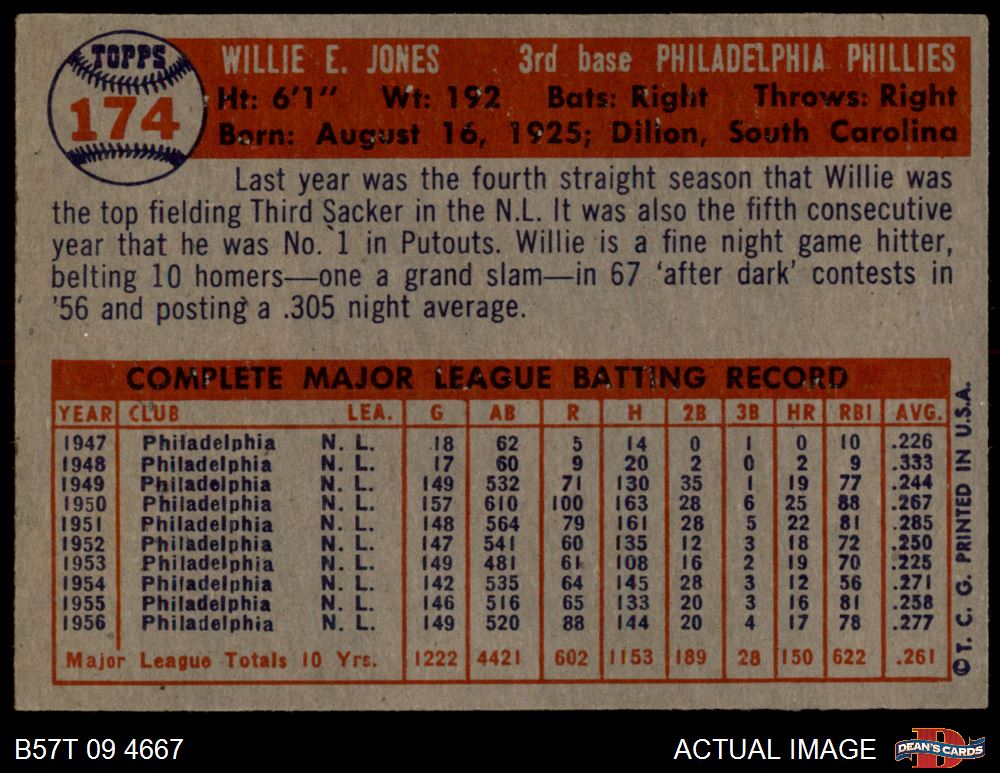 TOPPS
174
WILLIE E. JONES 3rd base PHILADELPHIA PHILLIES
Ht: 6'1" Wt: 192 Bats: Right Throws: Right
Born: August 16, 1925; Dillon, South Carolina
Last year was the fourth straight season that Willie was
the top fielding Third Sacker in the N.L. It was also the fifth consecutive
year that he was No. 1 in Putouts. Willie is a fine night game hitter,
belting 10 homers—one a grand slam—in 67 'after dark' contests in
'56 and posting a .305 night average.
COMPLETE MAJOR LEAGUE BATTING RECORD
YEAR CLUB LEA. G AB R H 2B 3B HR RBI AVG.
1947 Philadelphia N. L. 18 62 5 14 0 1 0 10 .226
1948 Philadelphia N. L. 17 60 9 20 2 0 2 9 .333
1949 Philadelphia N. L. 149 532 71 130 35 1 19 77 .244
1950 Philadelphia N. L. 157 610 100 163 28 6 25 88 .267
1951 Philadelphia N. L. 148 564 79 161 28 5 22 81 .285
1952 Philadelphia N. L. 147 541 60 135 12 3 18 72 .250
1953 Philadelphia N. L. 149 481 61 108 16 2 19 70 .225
1954 Philadelphia N. L. 142 535 64 145 28 3 12 56 .271
1955 Philadelphia N. L. 146 516 65 133 20 3 16 81 .258
1956 Philadelphia N. L. 149 520 88 144 20 4 17 78 .277
Major League Totals 10 Yrs. 1222 4421 602 1153 189 28 150 622 .261
©T. C. G. PRINTED IN U.S.A.
B57T 09 4667 ACTUAL IMAGE
DEAN'S CARDS